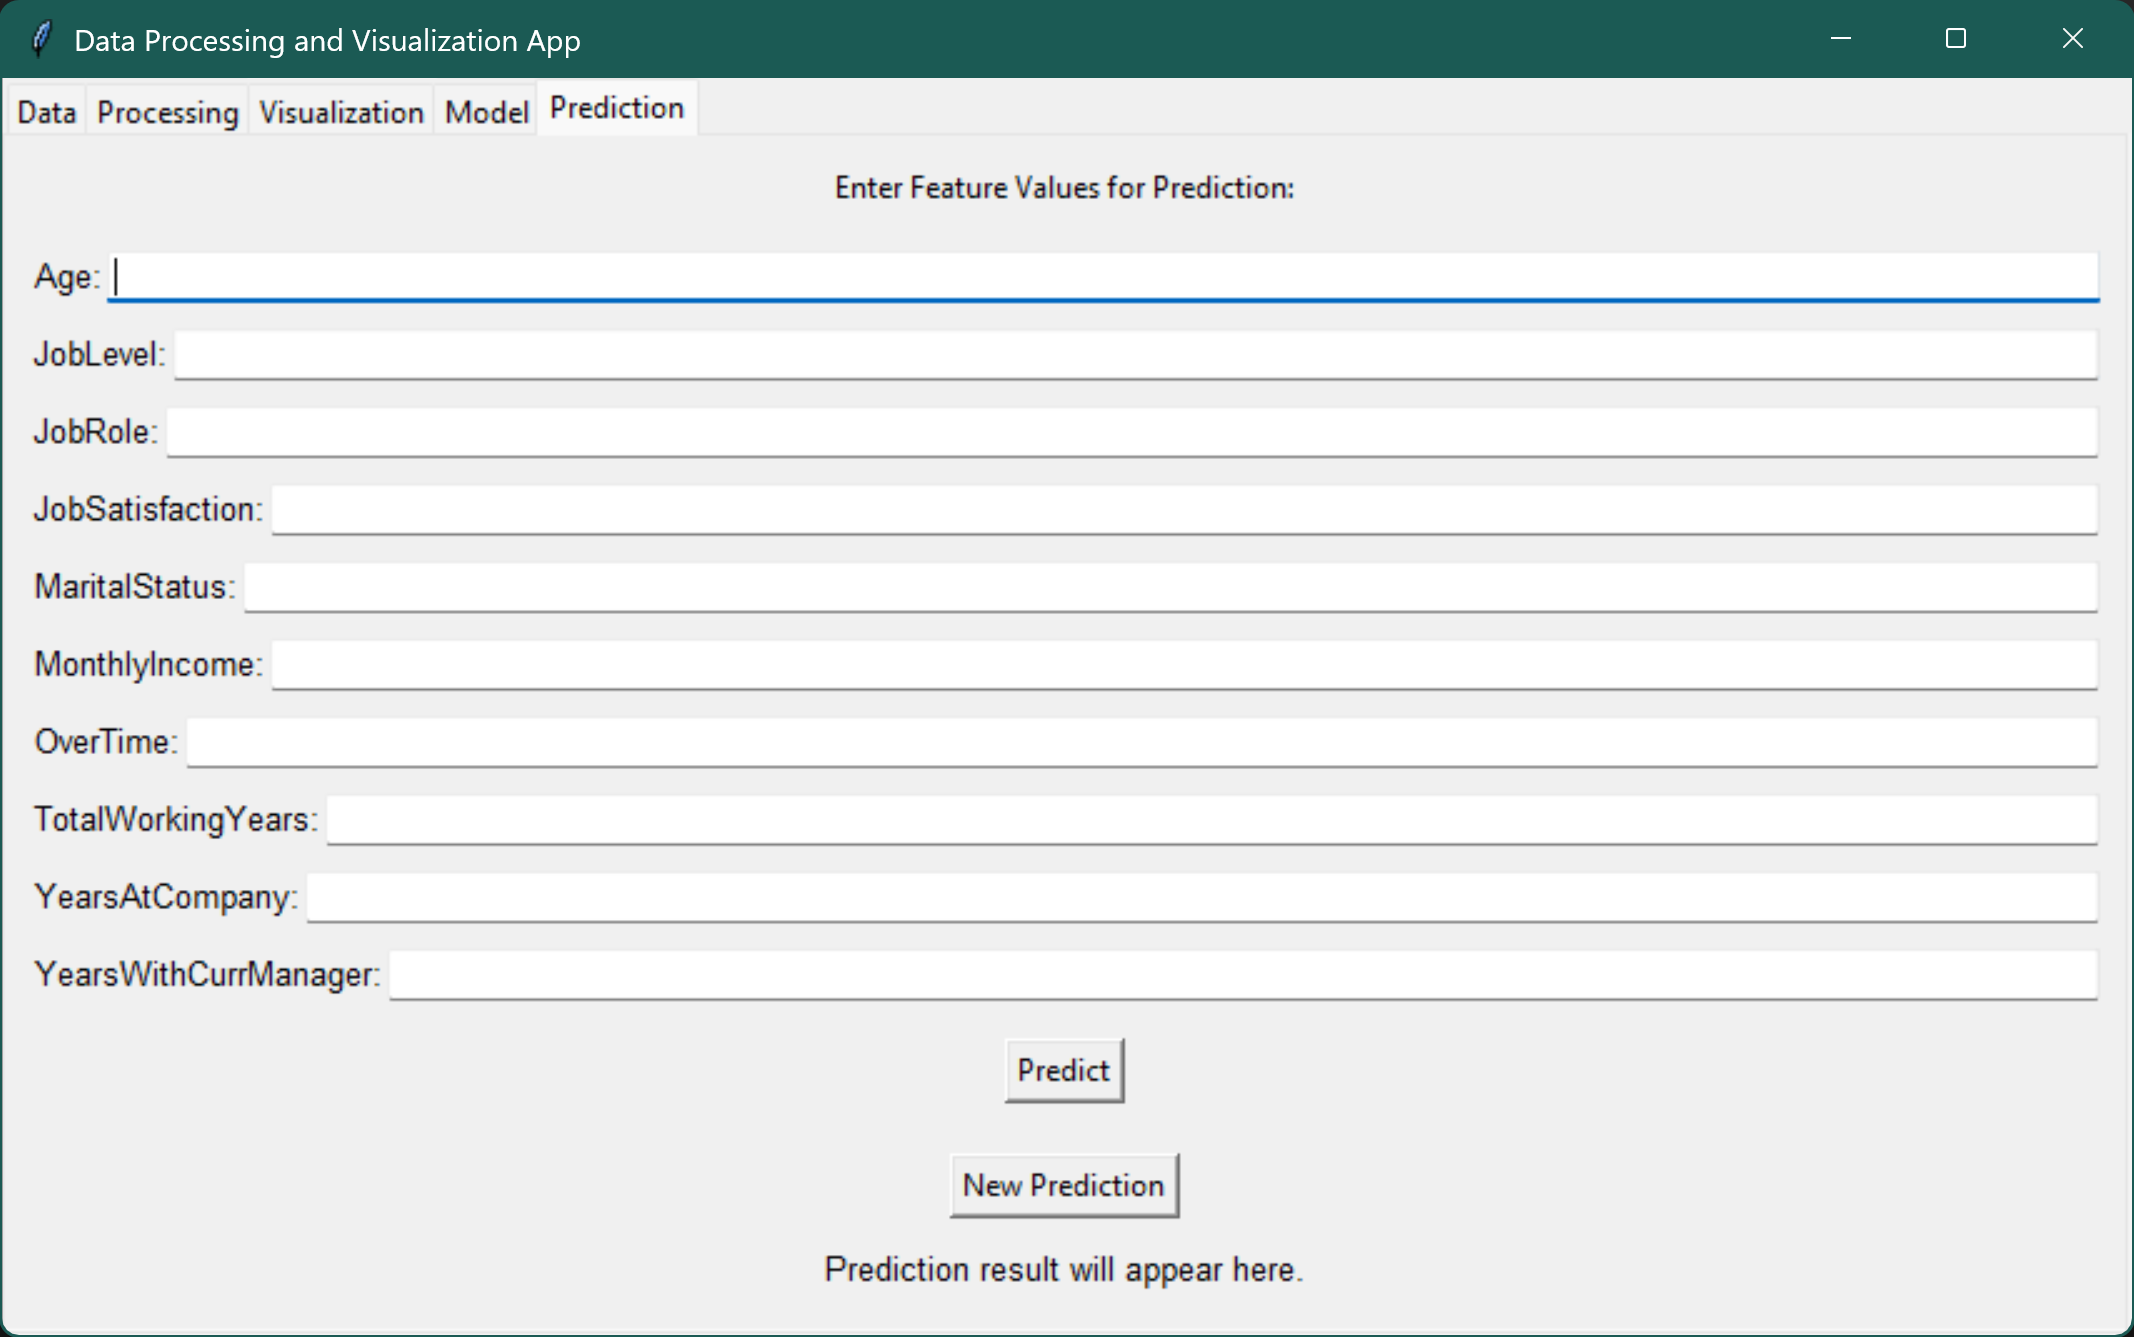 Data Processing and Visualization App
Data Processing Visualization Model Prediction
Enter Feature Values for Prediction:
Age:
JobLevel:
JobRole:
JobSatisfaction:
MaritalStatus:
MonthlyIncome:
OverTime:
TotalWorkingYears:
YearsAtCompany:
YearsWithCurrManager:
Predict
New Prediction
Prediction result will appear here.